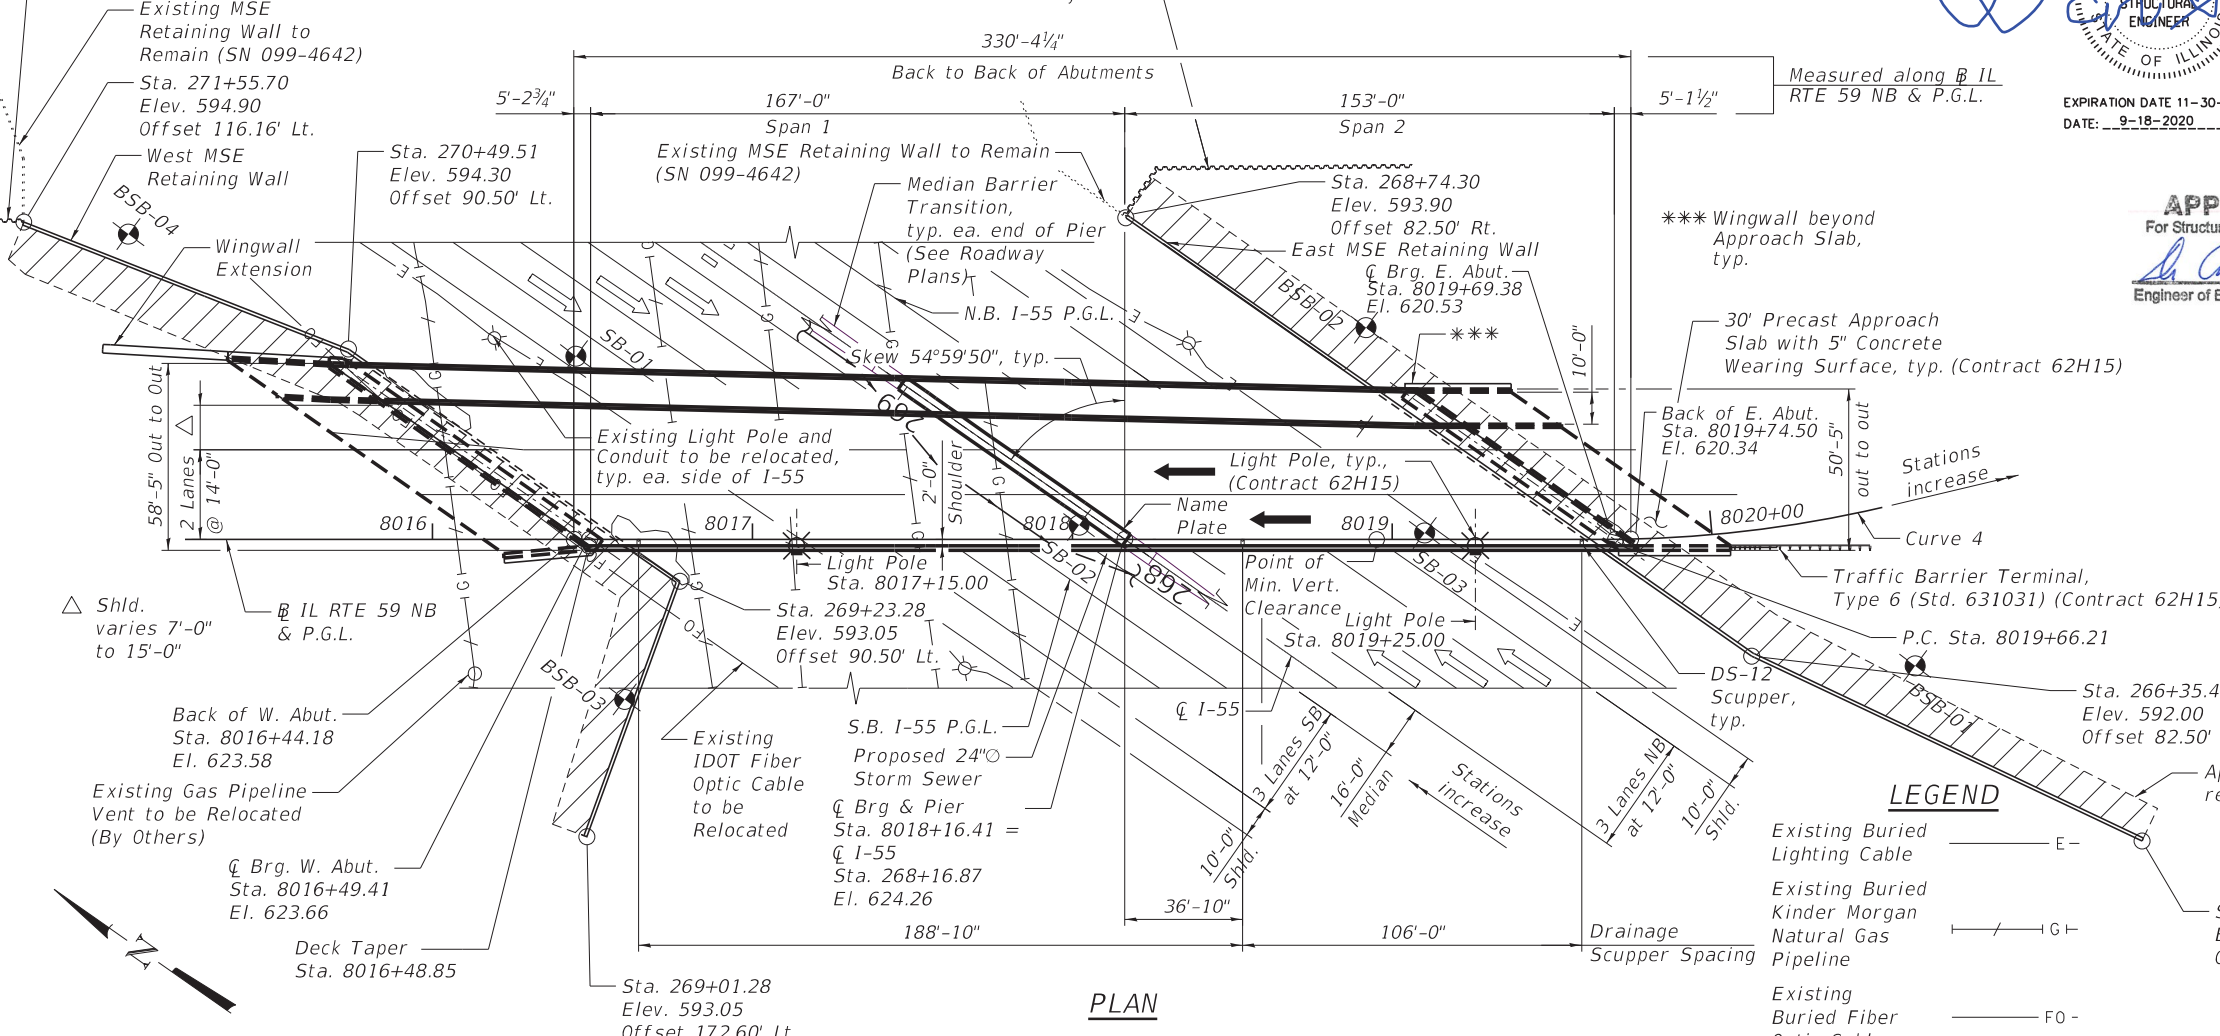 Existing MSE
Retaining Wall to
Remain (SN 099-4642)
Sta. 271+55.70
Elev. 594.90
Offset 116.16' Lt.
West MSE
Retaining Wall
BSB-04
Wingwall
Extension
Sta. 270+49.51
Elev. 594.30
Offset 90.50' Lt.
330'-4¼"
Back to Back of Abutments
5'-2¾"
167'-0"
Span 1
153'-0"
Span 2
5'-1½"
Measured along ℄ IL
RTE 59 NB & P.G.L.
STRUCTURAL
ENGINEER
STATE OF ILLINOIS
EXPIRATION DATE 11-30-
DATE: 9-18-2020
APP
For Structu
Engineer of B
Existing MSE Retaining Wall to Remain
(SN 099-4642)
Median Barrier
Transition,
typ. ea. end of Pier
(See Roadway
Plans)
N.B. I-55 P.G.L.
Skew 54°59'50", typ.
SB-01
Sta. 268+74.30
Elev. 593.90
Offset 82.50' Rt.
East MSE Retaining Wall
BSB-02
℄ Brg. E. Abut.
Sta. 8019+69.38
El. 620.53
***
10'-0"
*** Wingwall beyond
Approach Slab,
typ.
30' Precast Approach
Slab with 5" Concrete
Wearing Surface, typ. (Contract 62H15)
Back of E. Abut.
Sta. 8019+74.50
El. 620.34
50'-5"
out to out
Stations
increase
58'-5" Out to Out
△
2 Lanes
@ 14'-0"
Existing Light Pole and
Conduit to be relocated,
typ. ea. side of I-55
269
2'-0"
Shoulder
Light Pole, typ.,
(Contract 62H15)
Name
Plate
8016
8017
8018
8019
8020+00
Curve 4
△ Shld.
varies 7'-0"
to 15'-0"
℄ IL RTE 59 NB
& P.G.L.
Light Pole
Sta. 8017+15.00
Sta. 269+23.28
Elev. 593.05
Offset 90.50' Lt.
SB-02
268
Point of
Min. Vert.
Clearance
SB-03
Light Pole
Sta. 8019+25.00
Traffic Barrier Terminal,
Type 6 (Std. 631031) (Contract 62H15)
P.C. Sta. 8019+66.21
DS-12
Scupper,
typ.
BSB-03
BSB-01
Sta. 266+35.4
Elev. 592.00
Offset 82.50'
Back of W. Abut.
Sta. 8016+44.18
El. 623.58
Existing Gas Pipeline
Vent to be Relocated
(By Others)
℄ Brg. W. Abut.
Sta. 8016+49.41
El. 623.66
Deck Taper
Sta. 8016+48.85
Existing
IDOT Fiber
Optic Cable
to be
Relocated
S.B. I-55 P.G.L.
Proposed 24"∅
Storm Sewer
℄ Brg & Pier
Sta. 8018+16.41 =
℄ I-55
Sta. 268+16.87
El. 624.26
℄ I-55
10'-0"
Shld.
3 Lanes SB
at 12'-0"
16'-0"
Median
Stations
increase
3 Lanes NB
at 12'-0"
10'-0"
Shld.
36'-10"
188'-10"
106'-0"
Drainage
Scupper Spacing
N
Sta. 269+01.28
Elev. 593.05
Offset 172.60' Lt.
PLAN
LEGEND
Existing Buried
Lighting Cable
E
Existing Buried
Kinder Morgan
Natural Gas
Pipeline
G
Existing
Buried Fiber
FO